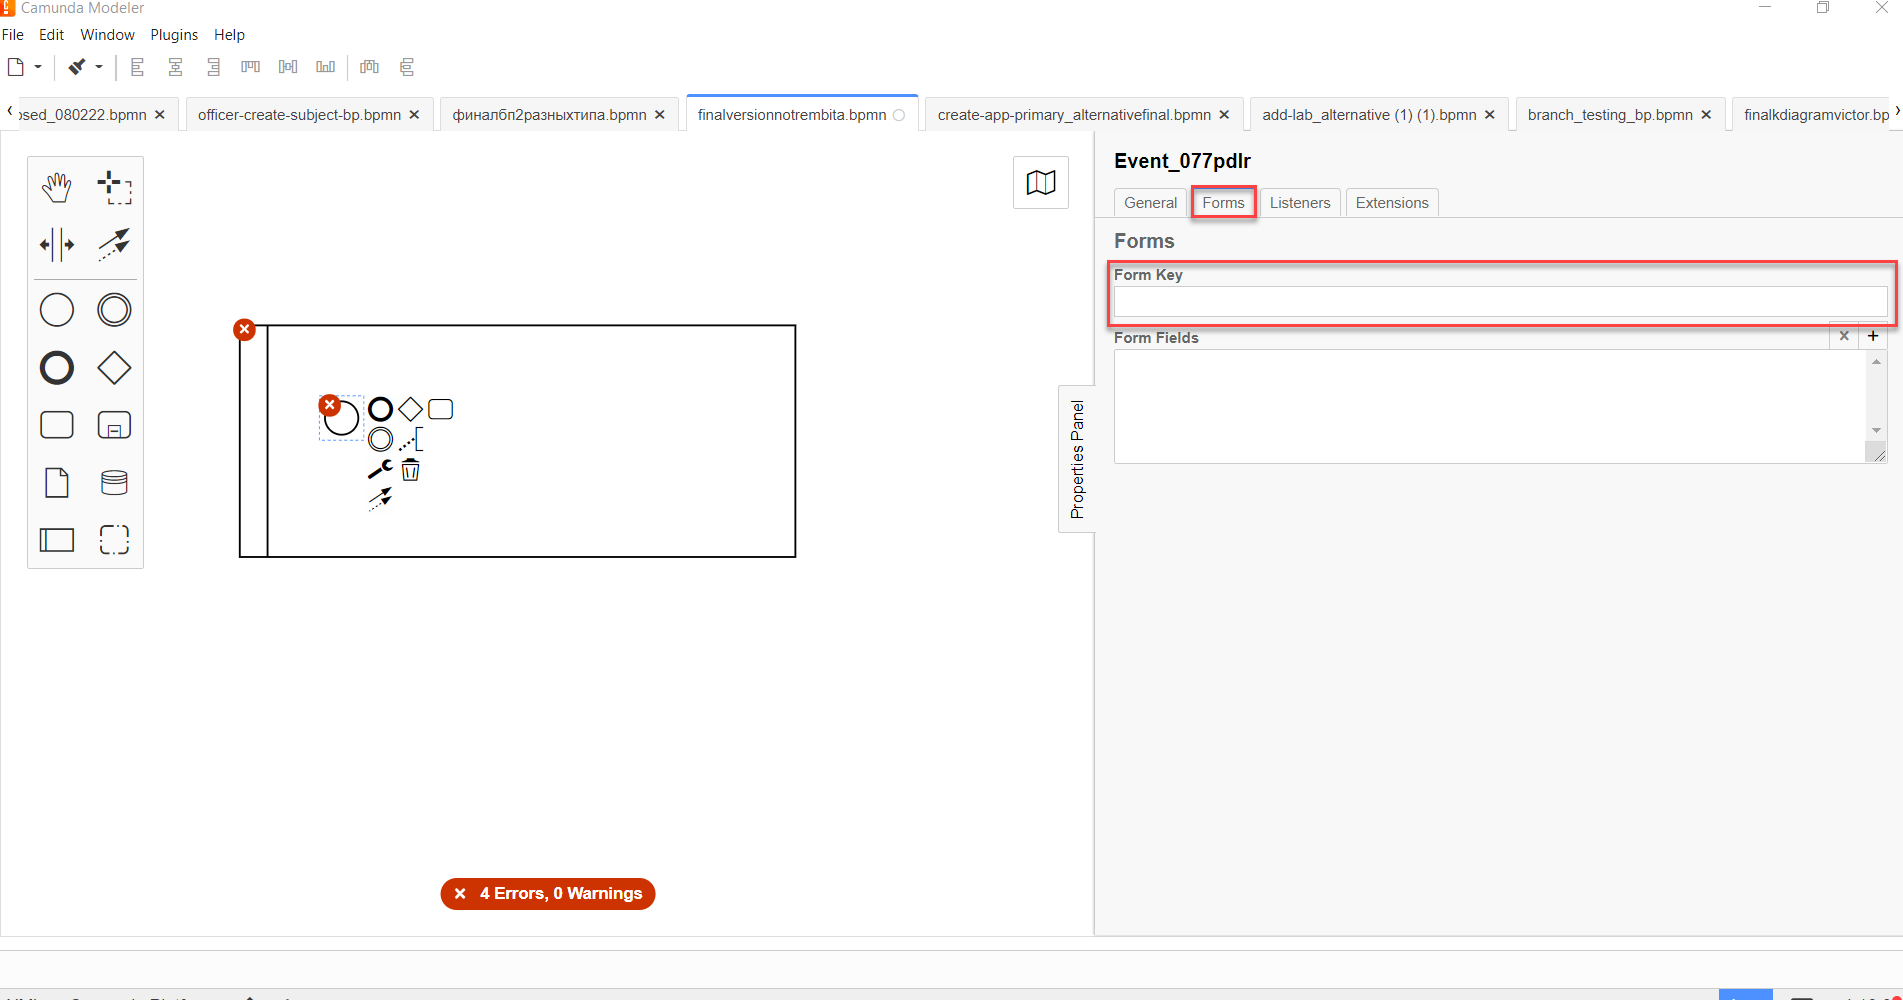 Camunda Modeler
File Edit Window Plugins Help
osed_080222.bpmn officer-create-subject-bp.bpmn финалбп2разныхтипа.bpmn finalversionnotrembita.bpmn create-app-primary_alternativefinal.bpmn add-lab_alternative (1) (1).bpmn branch_testing_bp.bpmn finalkdiagramvictor.bp
Event_077pdlr
General Forms Listeners Extensions
Forms
Form Key
Form Fields
Properties Panel
4 Errors, 0 Warnings